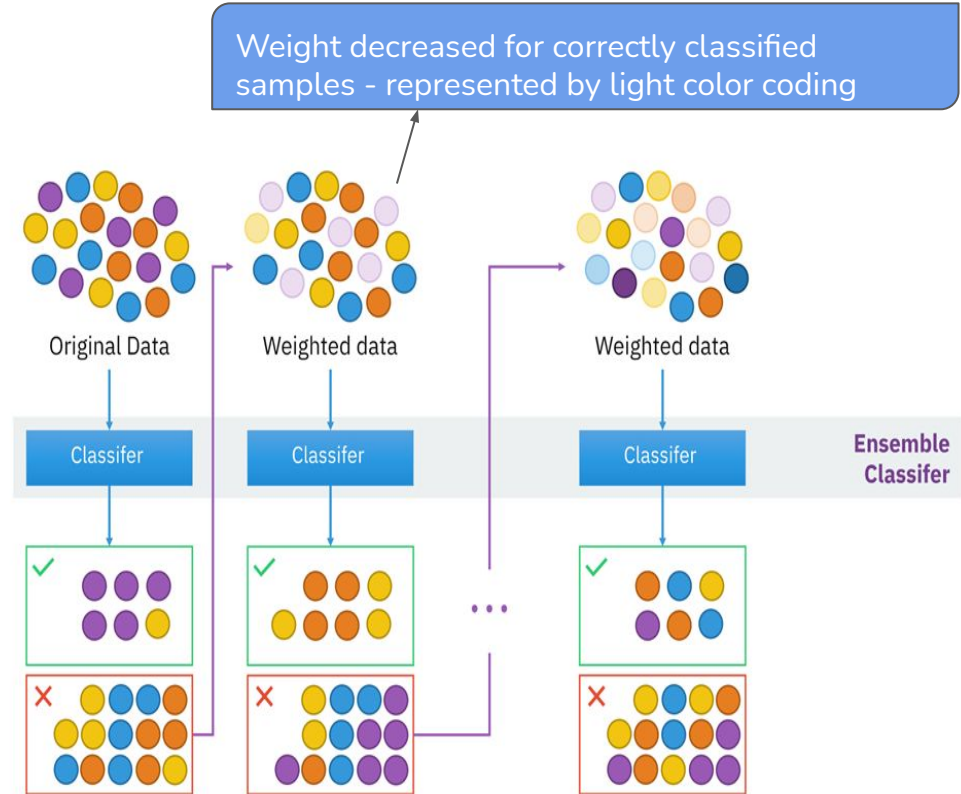 Weight decreased for correctly classified
samples - represented by light color coding
Original Data
Weighted data
Weighted data
Classifer
Classifer
Classifer
Ensemble
Classifer